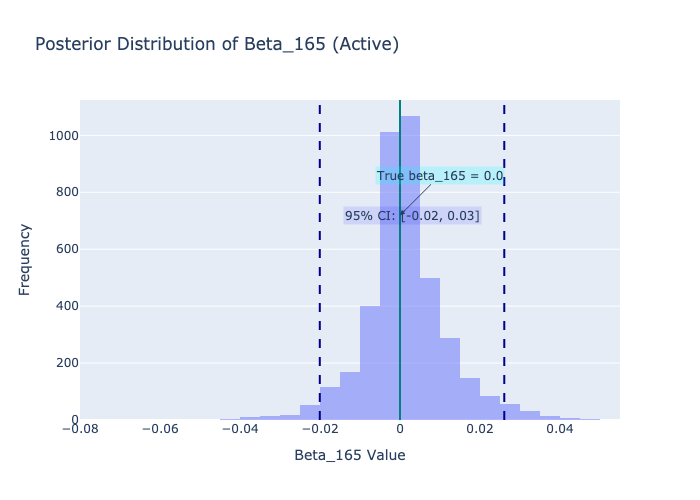 Posterior Distribution of Beta_165 (Active)
1000
True beta_165 = 0.0
800
95% CI: [-0.02, 0.03]
600
Frequency
400
200
0
−0.08 −0.06 −0.04 −0.02 0 0.02 0.04
Beta_165 Value